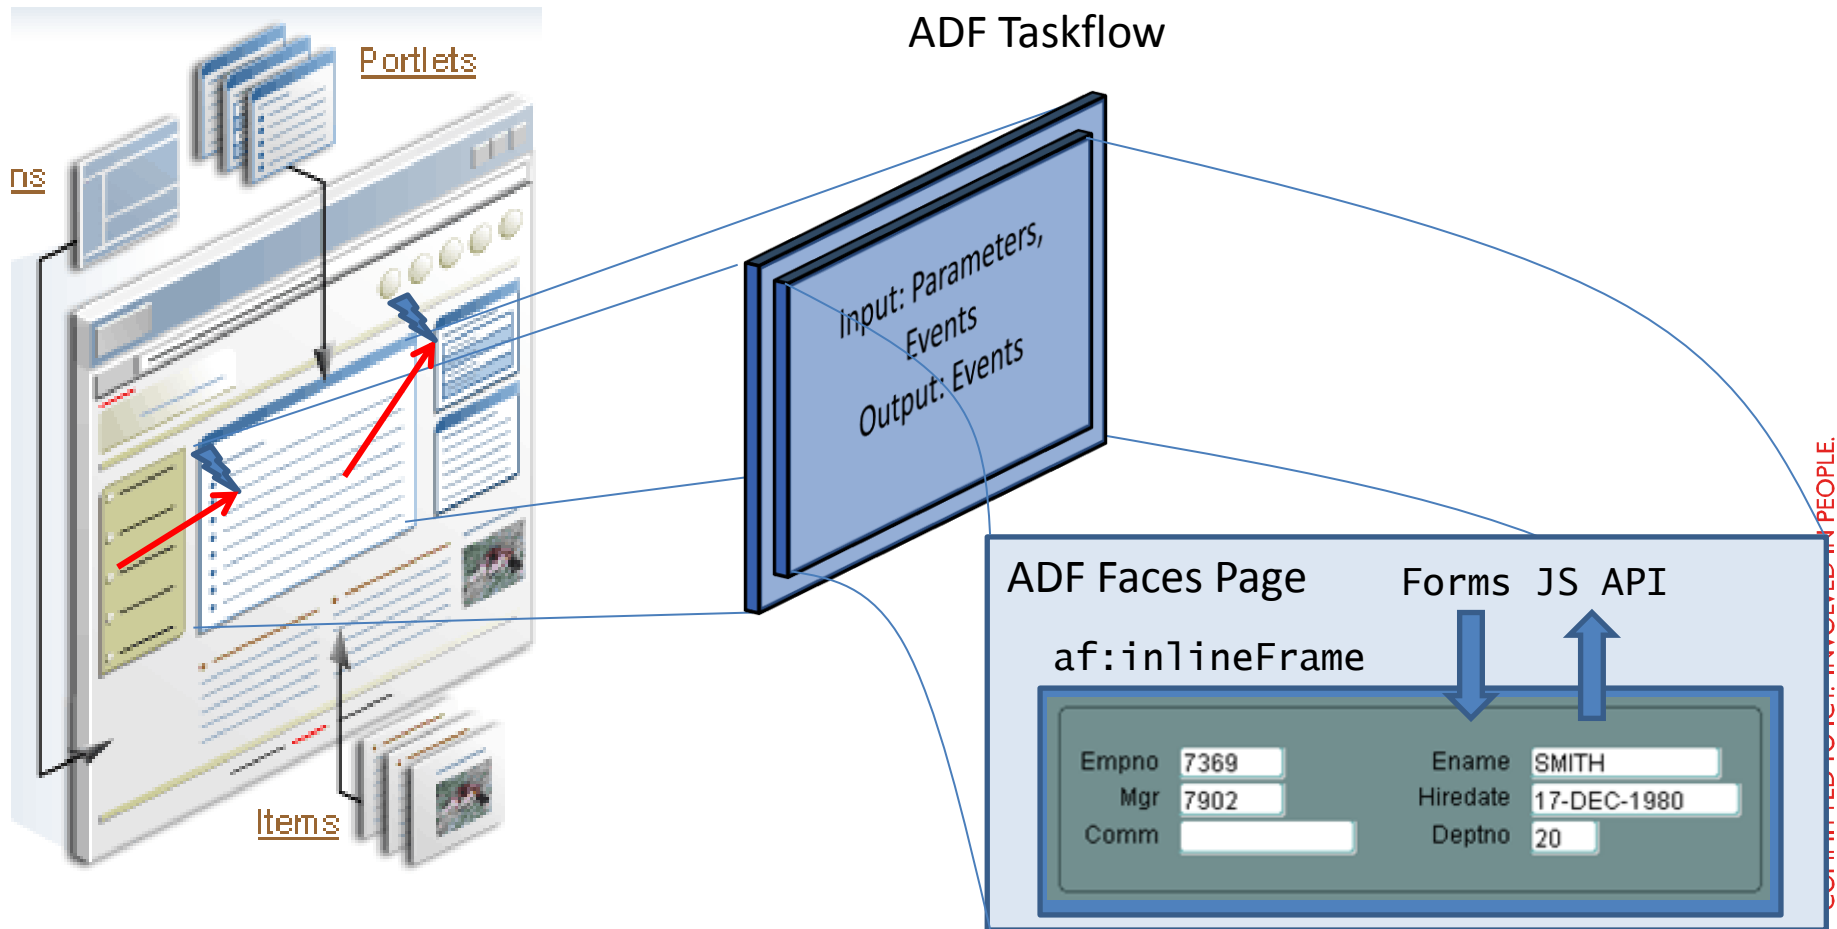 ADF Taskflow
Portlets
ns
Input: Parameters,
Events
Output: Events
ADF Faces Page
Forms JS API
af:inlineFrame
Empno 7369 Ename SMITH
Mgr 7902 Hiredate 17-DEC-1980
Comm Deptno 20
Items
PEOPLE.